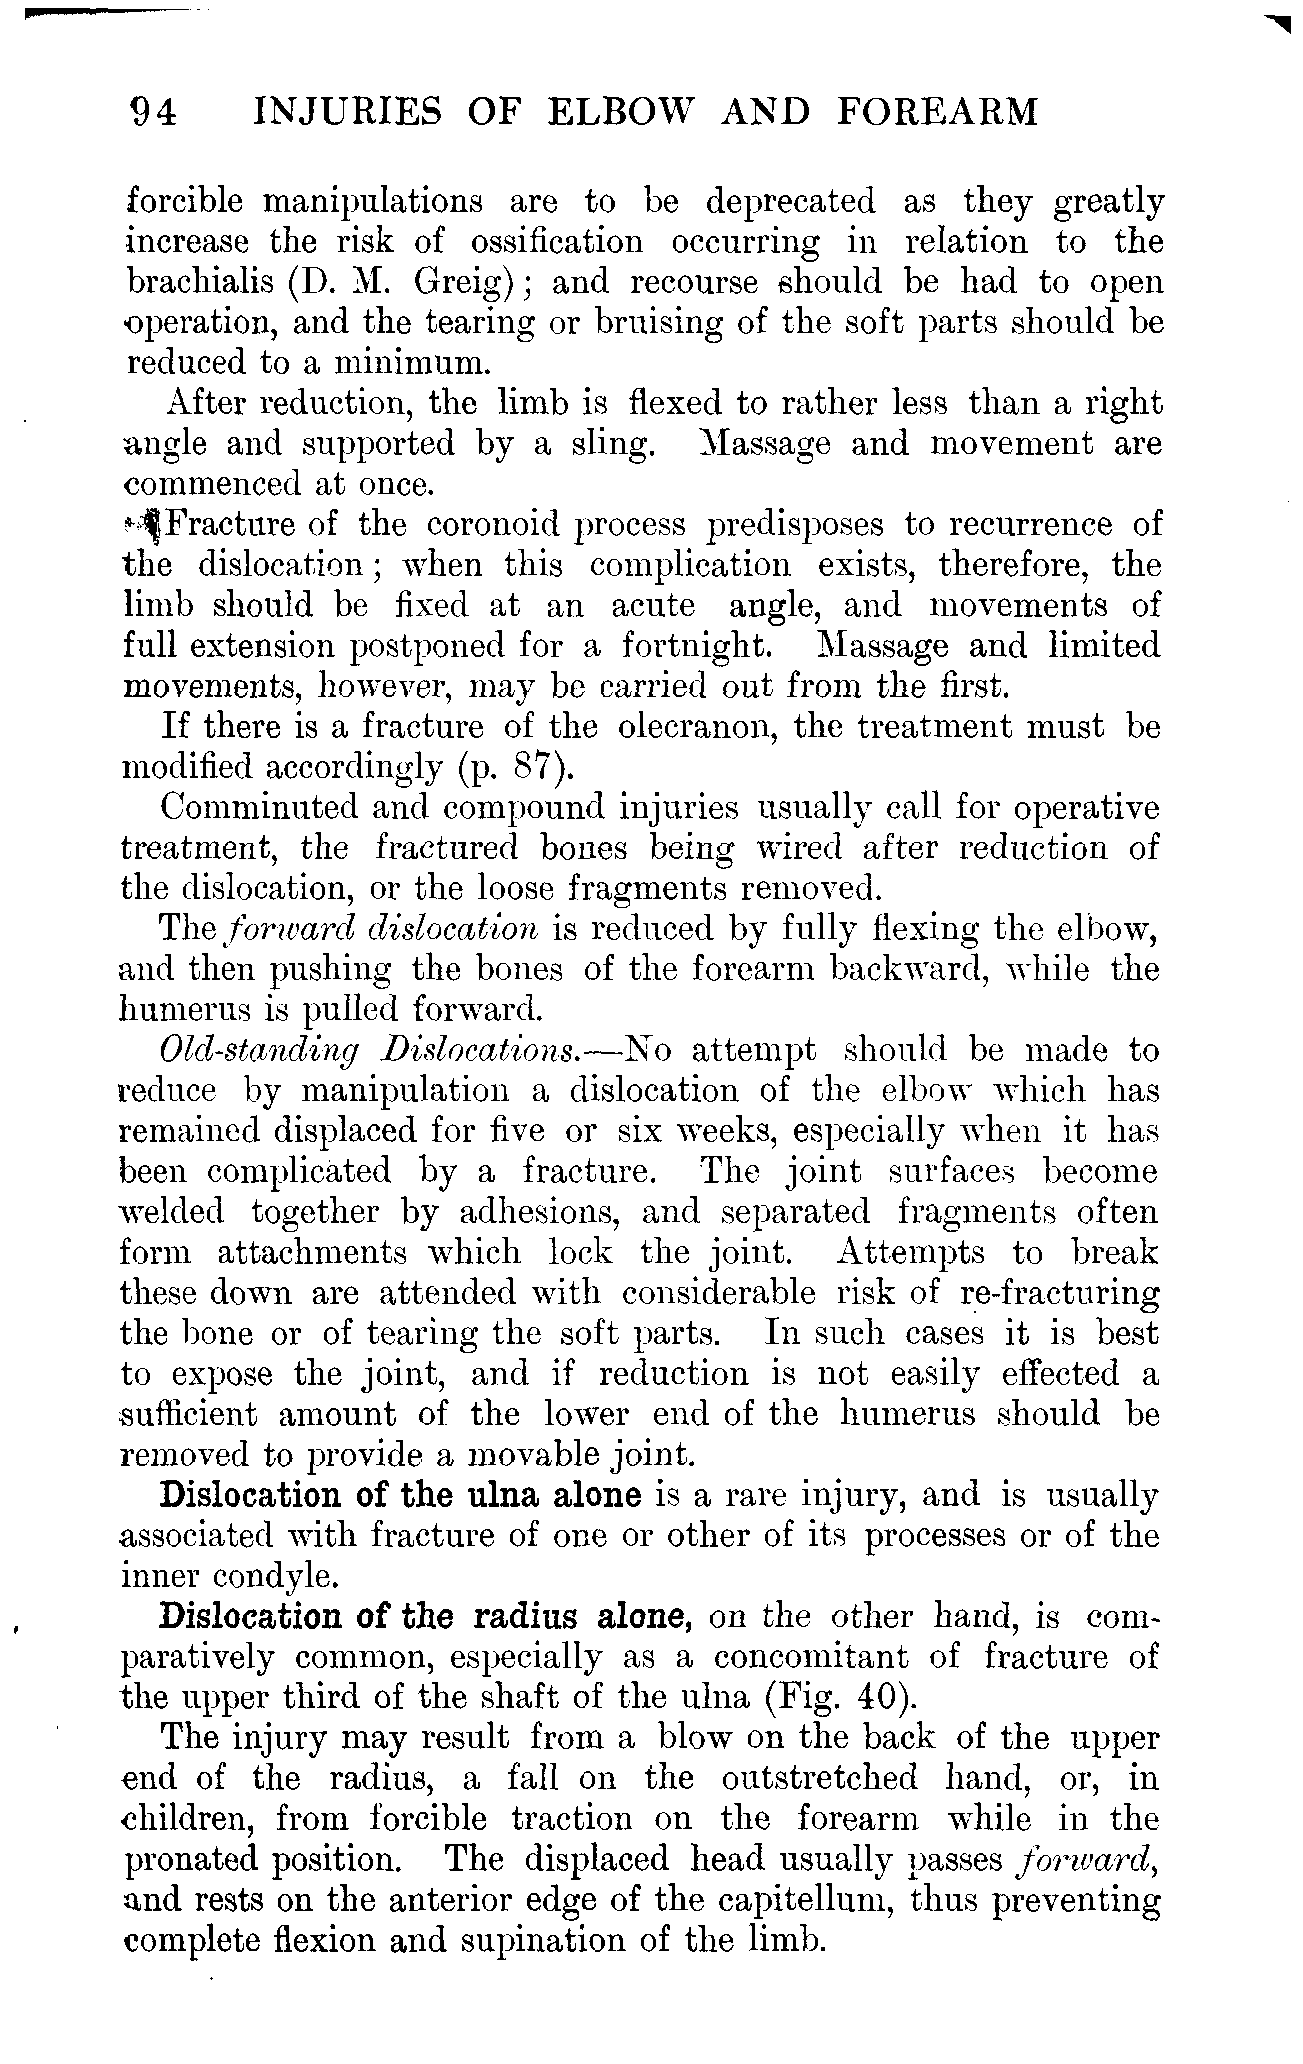 94 INJURIES OF ELBOW AND FOREARM
forcible manipulations are to be deprecated as they greatly
increase the risk of ossification occurring in relation to the
brachialis (D. M. Greig); and recourse should be had to open
operation, and the tearing or bruising of the soft parts should be
reduced to a minimum.
After reduction, the limb is flexed to rather less than a right
angle and supported by a sling. Massage and movement are
commenced at once.
Fracture of the coronoid process predisposes to recurrence of
the dislocation; when this complication exists, therefore, the
limb should be fixed at an acute angle, and movements of
full extension postponed for a fortnight. Massage and limited
movements, however, may be carried out from the first.
If there is a fracture of the olecranon, the treatment must be
modified accordingly (p. 87).
Comminuted and compound injuries usually call for operative
treatment, the fractured bones being wired after reduction of
the dislocation, or the loose fragments removed.
The forward dislocation is reduced by fully flexing the elbow,
and then pushing the bones of the forearm backward, while the
humerus is pulled forward.
Old-standing Dislocations.—No attempt should be made to
reduce by manipulation a dislocation of the elbow which has
remained displaced for five or six weeks, especially when it has
been complicated by a fracture. The joint surfaces become
welded together by adhesions, and separated fragments often
form attachments which lock the joint. Attempts to break
these down are attended with considerable risk of re-fracturing
the bone or of tearing the soft parts. In such cases it is best
to expose the joint, and if reduction is not easily effected a
sufficient amount of the lower end of the humerus should be
removed to provide a movable joint.
Dislocation of the ulna alone is a rare injury, and is usually
associated with fracture of one or other of its processes or of the
inner condyle.
Dislocation of the radius alone, on the other hand, is com-
paratively common, especially as a concomitant of fracture of
the upper third of the shaft of the ulna (Fig. 40).
The injury may result from a blow on the back of the upper
end of the radius, a fall on the outstretched hand, or, in
children, from forcible traction on the forearm while in the
pronated position. The displaced head usually passes forward,
and rests on the anterior edge of the capitellum, thus preventing
complete flexion and supination of the limb.